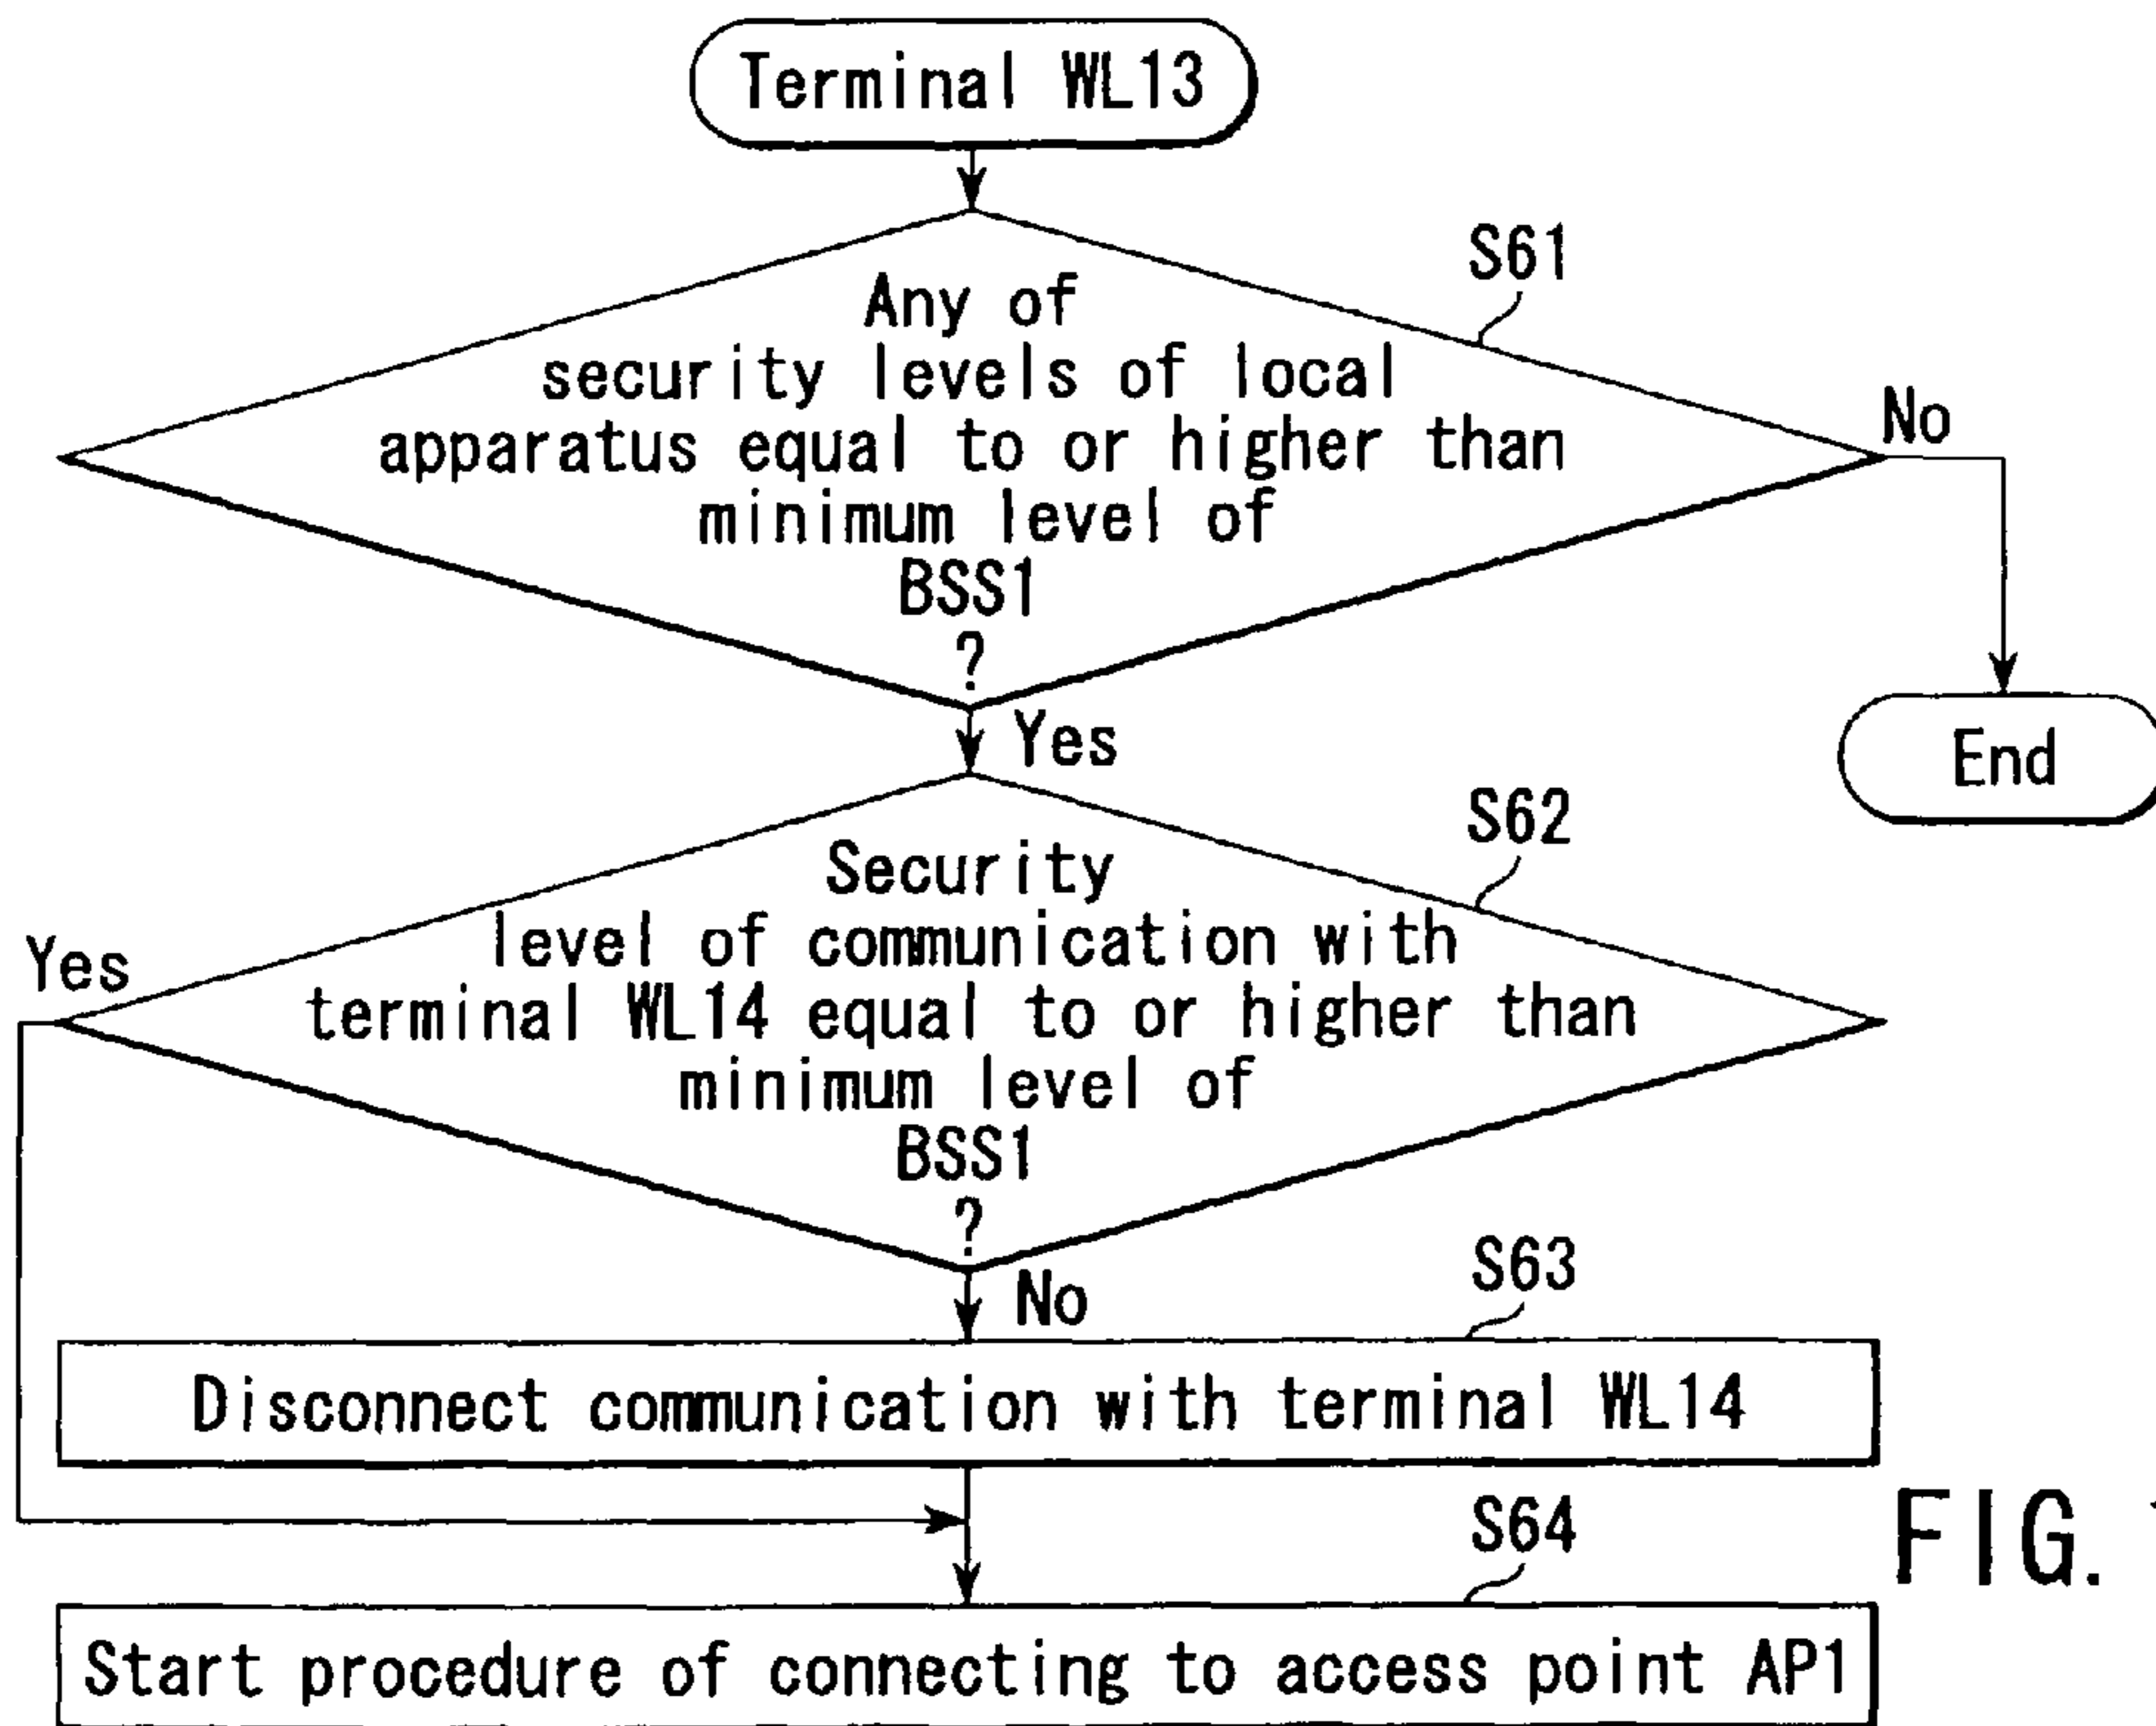 Terminal WL13
S61
Any of
security levels of local
apparatus equal to or higher than
minimum level of
BSS1
?
No
Yes
End
S62
Security
level of communication with
terminal WL14 equal to or higher than
minimum level of
BSS1
?
Yes
No
S63
Disconnect communication with terminal WL14
S64
Start procedure of connecting to access point AP1
FIG.